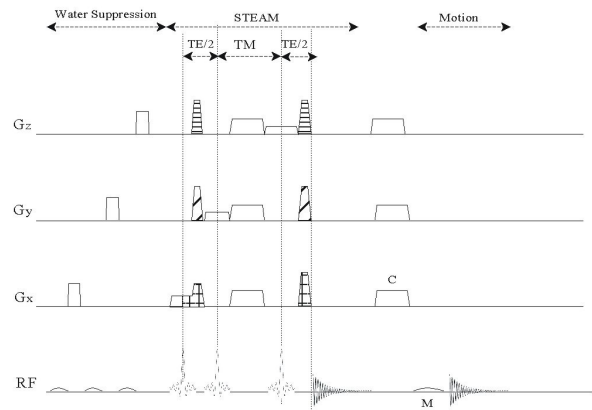 Water Suppression
STEAM
Motion
TE/2
TM
TE/2
Gz
Gy
Gx
C
RF
M